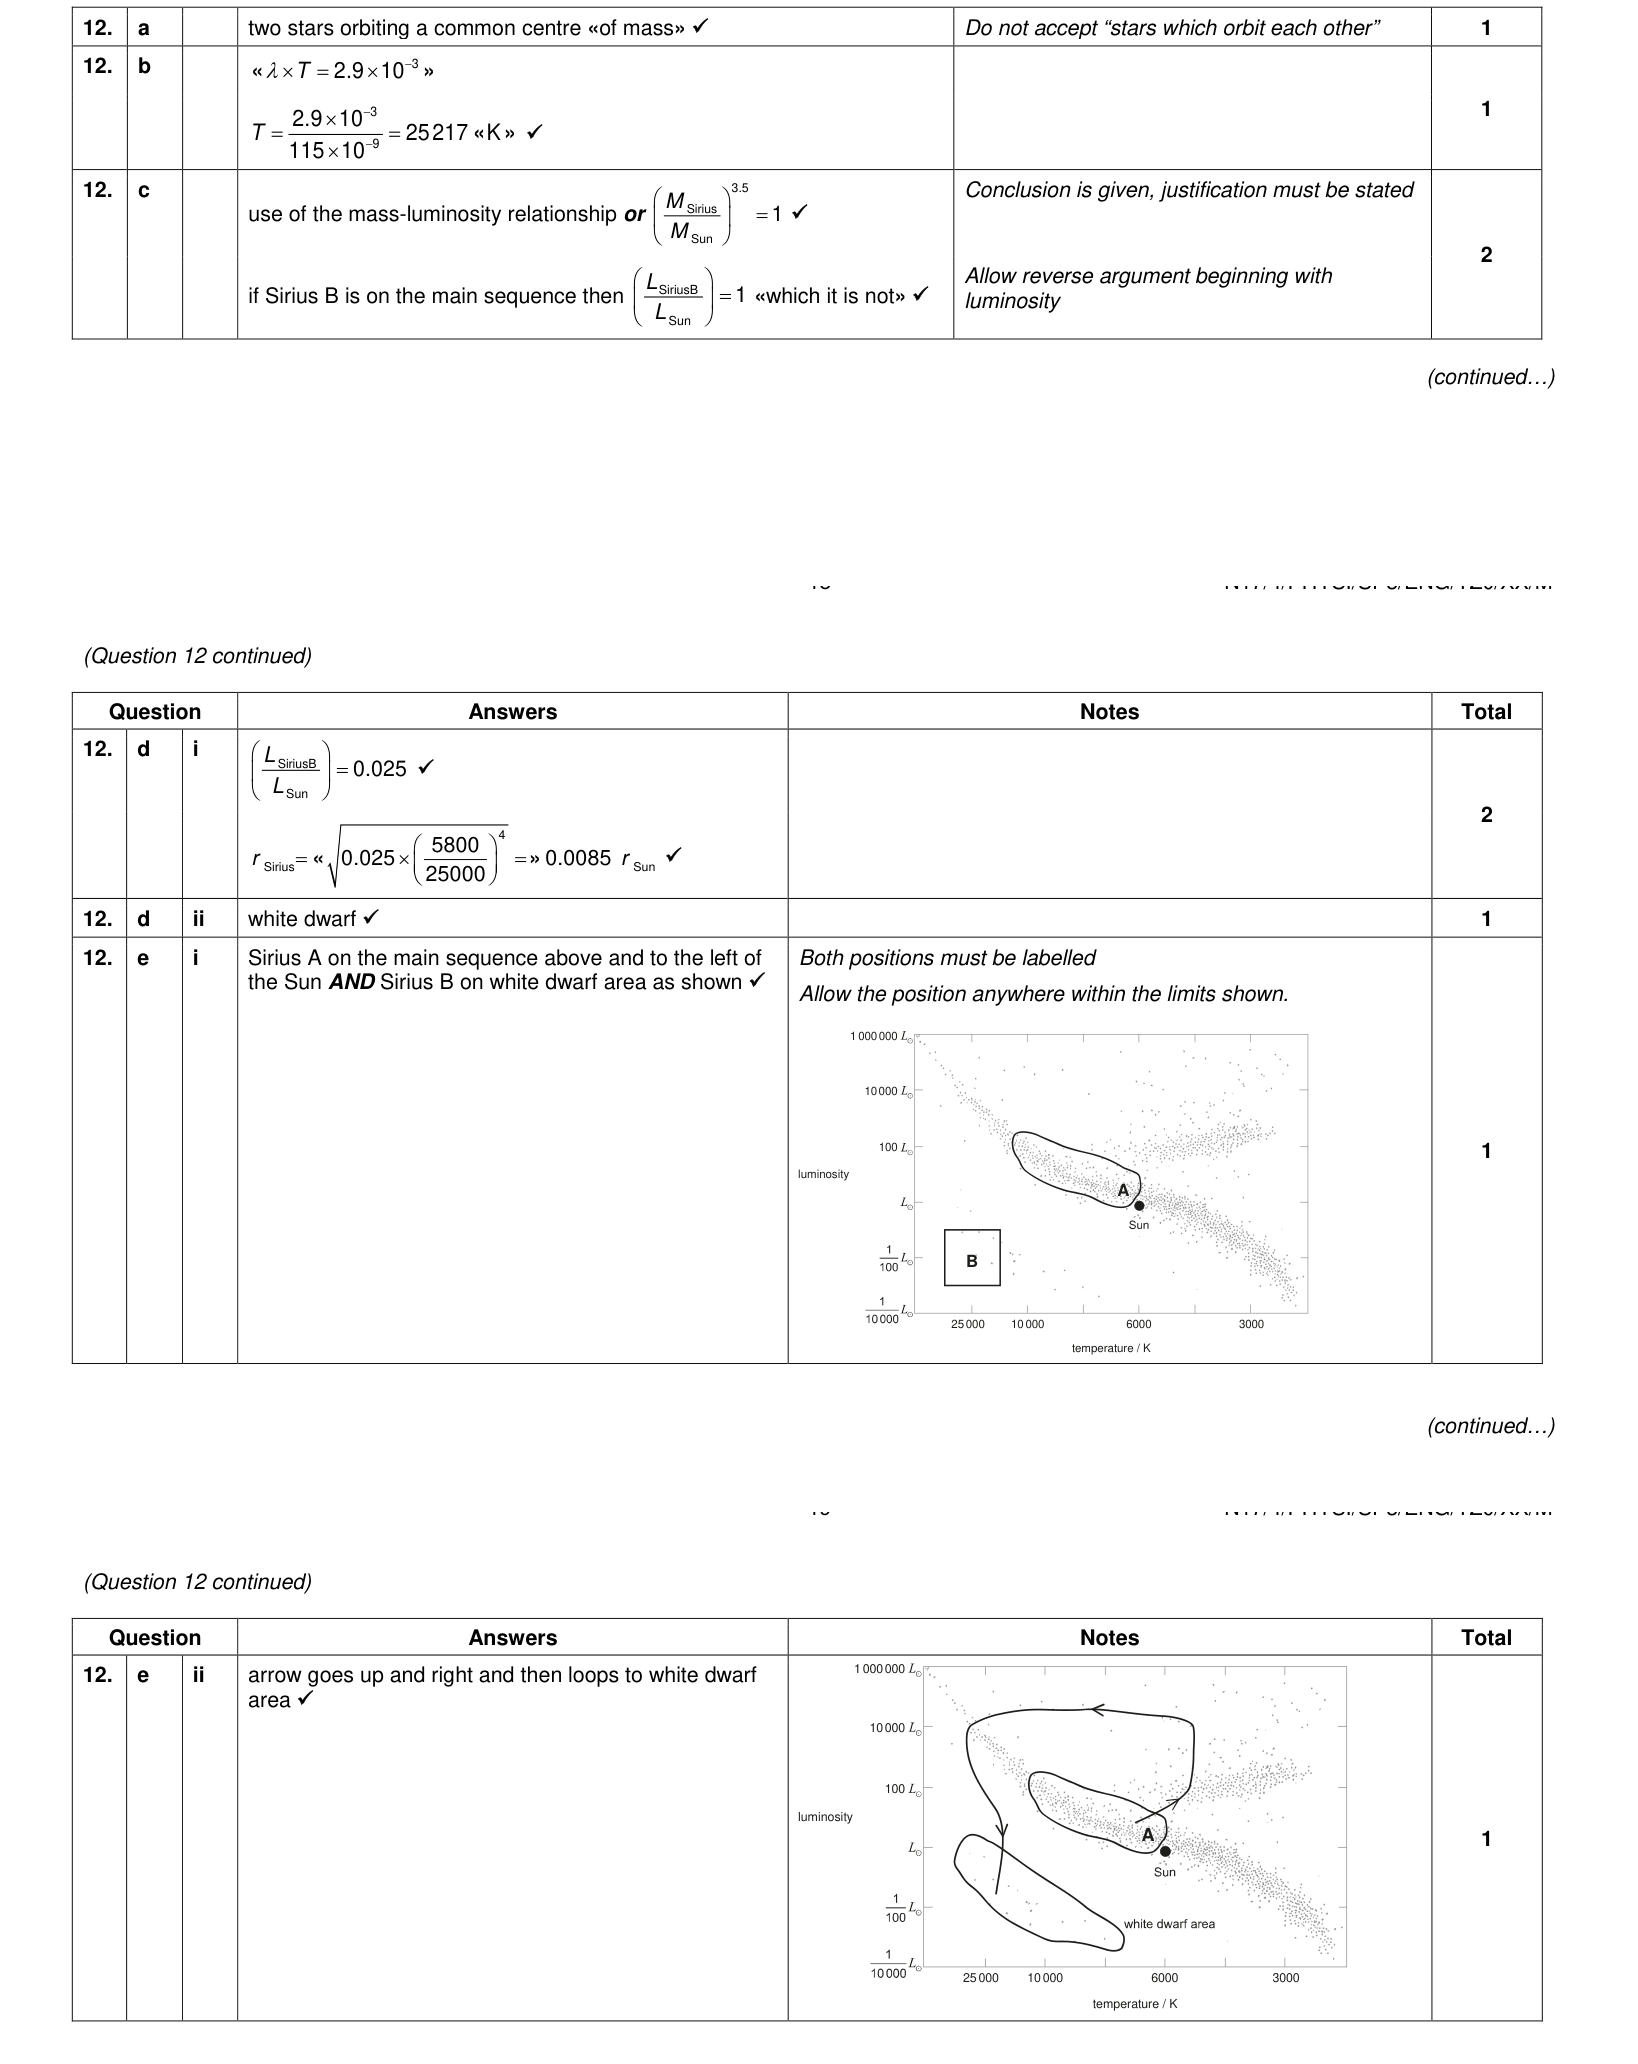 12. a two stars orbiting a common centre «of mass» ✓ Do not accept “stars which orbit each other” 1
12. b «λ × T = 2.9×10⁻³»
T = 2.9×10⁻³ / 115×10⁻⁹ = 25217 «K» ✓
1
12. c use of the mass-luminosity relationship or (M Sirius / M Sun)^3.5 = 1 ✓
Conclusion is given, justification must be stated
if Sirius B is on the main sequence then (L SiriusB / L Sun) = 1 «which it is not» ✓
Allow reverse argument beginning with
luminosity
2
(continued…)
(Question 12 continued)
Question Answers Notes Total
12. d i (L SiriusB / L Sun) = 0.025 ✓
r Sirius= «√(0.025×(5800 / 25000)^4) =» 0.0085 r Sun ✓
2
12. d ii white dwarf ✓ 1
12. e i Sirius A on the main sequence above and to the left of
the Sun AND Sirius B on white dwarf area as shown ✓
Both positions must be labelled
Allow the position anywhere within the limits shown.
1 000 000 L⊙
10 000 L⊙
100 L⊙
luminosity
L⊙
1/100 L⊙
1/10 000 L⊙
A
Sun
B
25 000 10 000 6000 3000
temperature / K
1
(continued…)
(Question 12 continued)
Question Answers Notes Total
12. e ii arrow goes up and right and then loops to white dwarf
area ✓
1 000 000 L⊙
10 000 L⊙
100 L⊙
luminosity
L⊙
1/100 L⊙
1/10 000 L⊙
A
Sun
white dwarf area
25 000 10 000 6000 3000
temperature / K
1